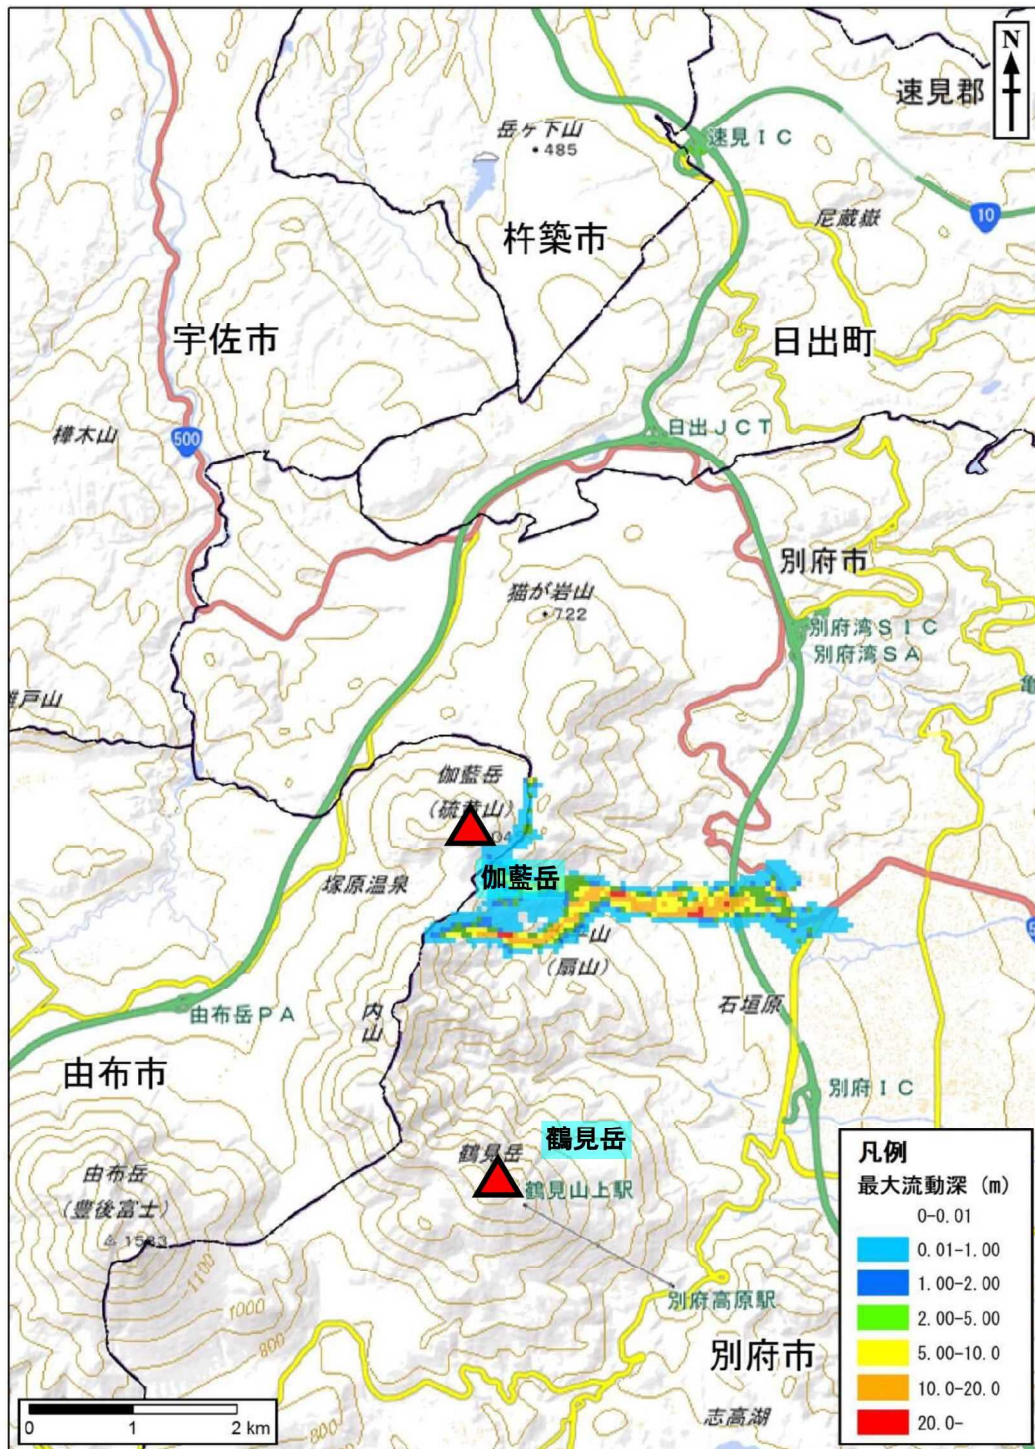 N
速見郡
岳ヶ下山
・485
速見IC
10
尼蔵嶽
杵築市
宇佐市
日出町
樺木山
500
日出JCT
別府市
猫が岩山
・722
別府湾SIC
別府湾SA
伽藍岳
(硫黄山)
伽藍岳
塚原温泉
(扇山)
石垣原
内山
由布岳PA
由布市
別府IC
鶴見岳
鶴見岳
鶴見山上駅
由布岳
(豊後富士)
1583
1100
1000
800
別府高原駅
別府市
志高湖
800
0 1 2 km
凡例
最大流動深 (m)
0-0.01
0.01-1.00
1.00-2.00
2.00-5.00
5.00-10.0
10.0-20.0
20.0-